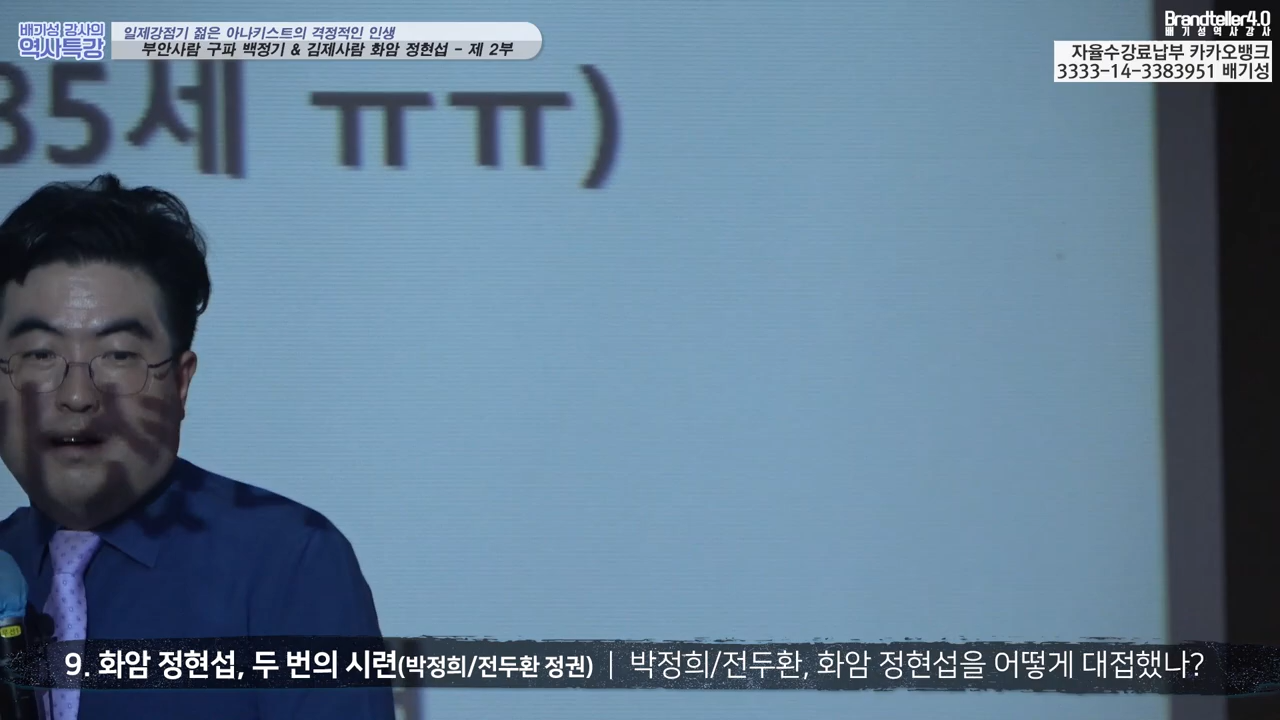 배기성 강사의
역사특강
일제강점기 젊은 아나키스트의 격정적인 인생
부안사람 구파 백정기 & 김제사람 화암 정현섭 - 제 2부
Brandteller4.0
배기성역사강사
자율수강료납부 카카오뱅크
3333-14-3383951 배기성
85세 ㅠㅠ)
9. 화암 정현섭, 두 번의 시련(박정희/전두환 정권) | 박정희/전두환, 화암 정현섭을 어떻게 대접했나?